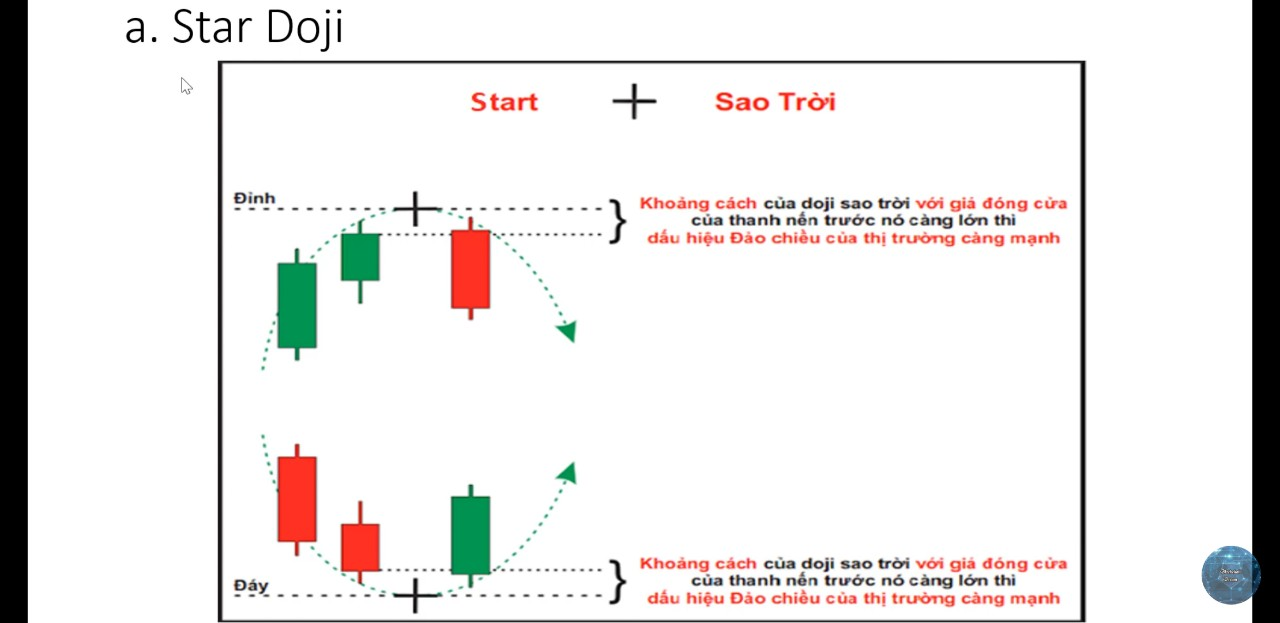 a. Star Doji
Start
Sao Trời
Đỉnh
Khoảng cách của doji sao trời với giá đóng cửa
của thanh nến trước nó càng lớn thì
dấu hiệu Đảo chiều của thị trường càng mạnh
Đáy
Khoảng cách của doji sao trời với giá đóng cửa
của thanh nến trước nó càng lớn thì
dấu hiệu Đảo chiều của thị trường càng mạnh